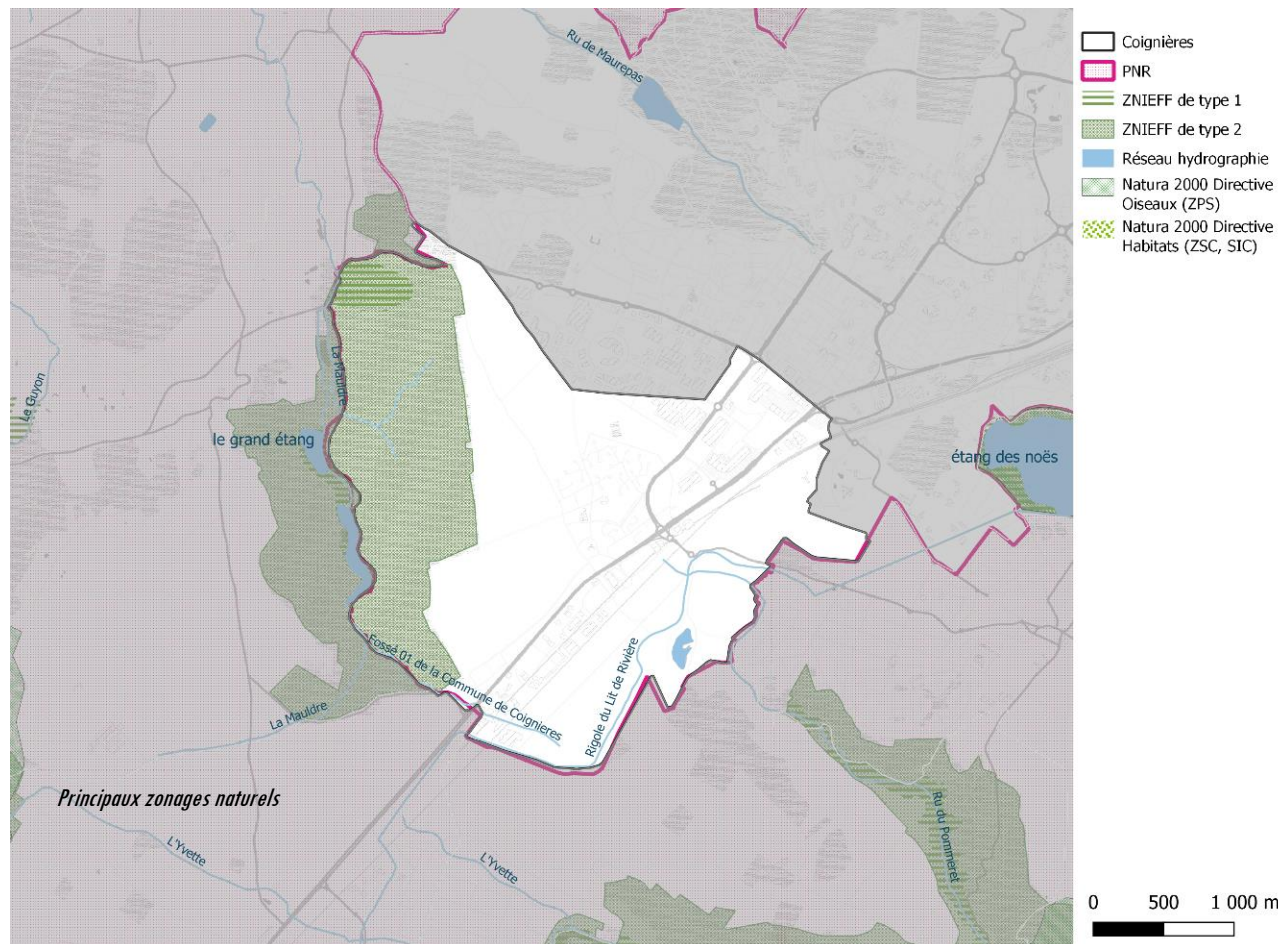 Ru de Maurepas
Le Guyon
La Mauldre
le grand étang
étang des noës
Fossé 01 de la Commune de Coignieres
La Mauldre
Rigole du Lit de Rivière
Principaux zonages naturels
L'Yvette
L'Yvette
Ru du Pommeret
Coignières
PNR
ZNIEFF de type 1
ZNIEFF de type 2
Réseau hydrographie
Natura 2000 Directive
Oiseaux (ZPS)
Natura 2000 Directive
Habitats (ZSC, SIC)
0 500 1 000 m